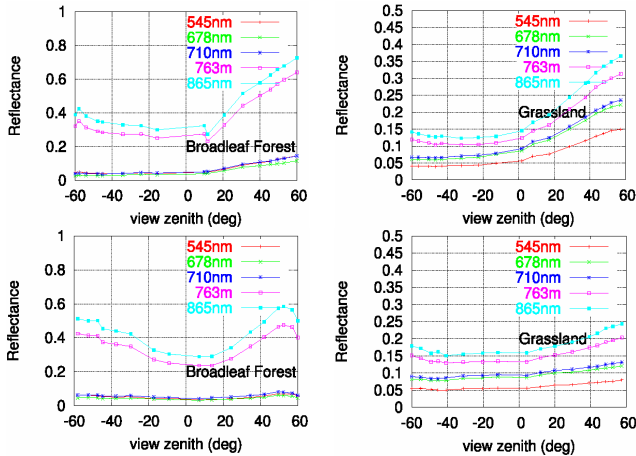 1
0.8
0.6
0.4
0.2
0
Reflectance
545nm
678nm
710nm
763m
865nm
Broadleaf Forest
-60 -40 -20 0 20 40 60
view zenith (deg)
0.5
0.45
0.4
0.35
0.3
0.25
0.2
0.15
0.1
0.05
Reflectance
545nm
678nm
710nm
763m
865nm
Grassland
-60 -40 -20 0 20 40 60
view zenith (deg)
1
0.8
0.6
0.4
0.2
0
Reflectance
545nm
678nm
710nm
763m
865nm
Broadleaf Forest
-60 -40 -20 0 20 40 60
view zenith (deg)
0.5
0.45
0.4
0.35
0.3
0.25
0.2
0.15
0.1
0.05
0
Reflectance
545nm
678nm
710nm
763m
865nm
Grassland
-60 -40 -20 0 20 40 60
view zenith (deg)